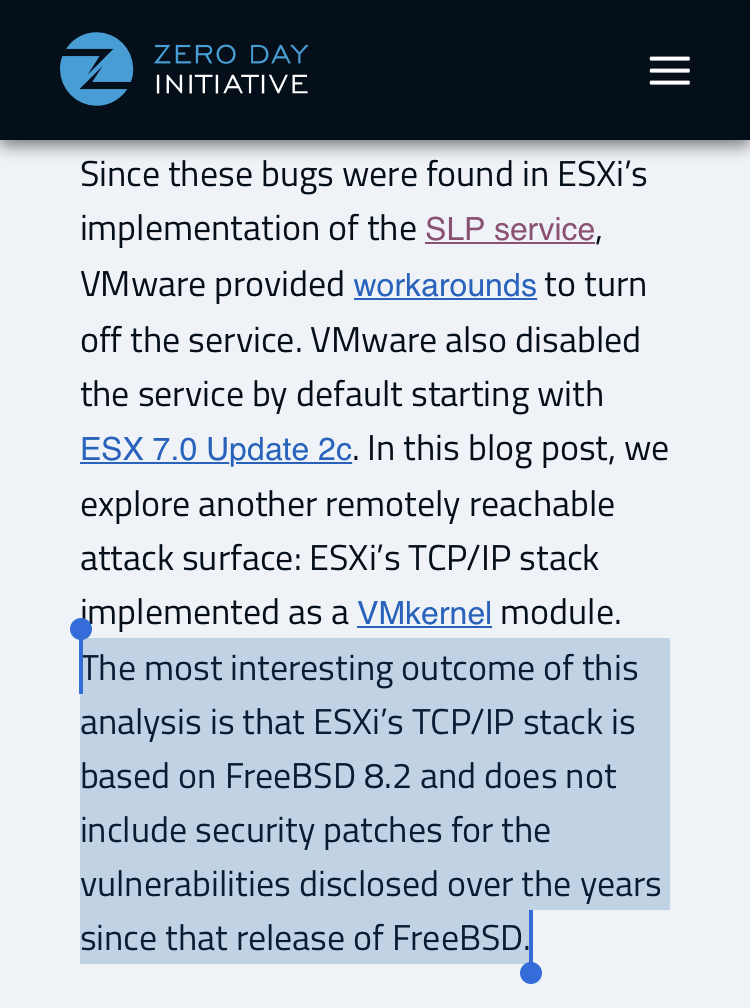 ZERO DAY
INITIATIVE
Since these bugs were found in ESXi’s
implementation of the SLP service,
VMware provided workarounds to turn
off the service. VMware also disabled
the service by default starting with
ESX 7.0 Update 2c. In this blog post, we
explore another remotely reachable
attack surface: ESXi’s TCP/IP stack
implemented as a VMkernel module.
The most interesting outcome of this
analysis is that ESXi’s TCP/IP stack is
based on FreeBSD 8.2 and does not
include security patches for the
vulnerabilities disclosed over the years
since that release of FreeBSD.